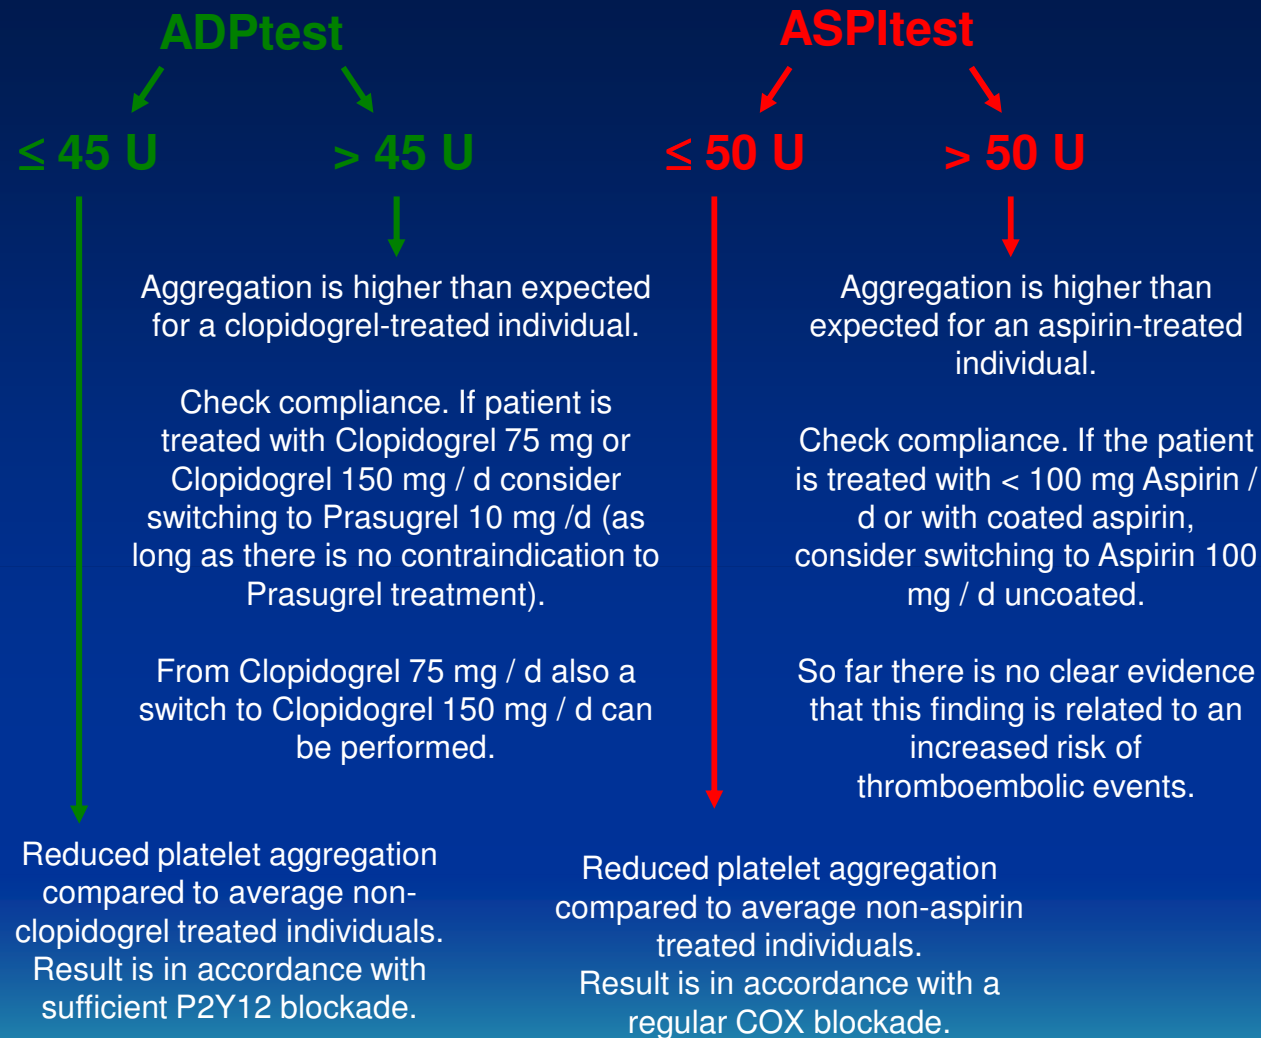 ADPtest
≤ 45 U
> 45 U
Aggregation is higher than expected
for a clopidogrel-treated individual.
Check compliance. If patient is
treated with Clopidogrel 75 mg or
Clopidogrel 150 mg / d consider
switching to Prasugrel 10 mg /d (as
long as there is no contraindication to
Prasugrel treatment).
From Clopidogrel 75 mg / d also a
switch to Clopidogrel 150 mg / d can
be performed.
Reduced platelet aggregation
compared to average non-
clopidogrel treated individuals.
Result is in accordance with
sufficient P2Y12 blockade.
ASPItest
≤ 50 U
> 50 U
Aggregation is higher than
expected for an aspirin-treated
individual.
Check compliance. If the patient
is treated with < 100 mg Aspirin /
d or with coated aspirin,
consider switching to Aspirin 100
mg / d uncoated.
So far there is no clear evidence
that this finding is related to an
increased risk of
thromboembolic events.
Reduced platelet aggregation
compared to average non-aspirin
treated individuals.
Result is in accordance with a
regular COX blockade.